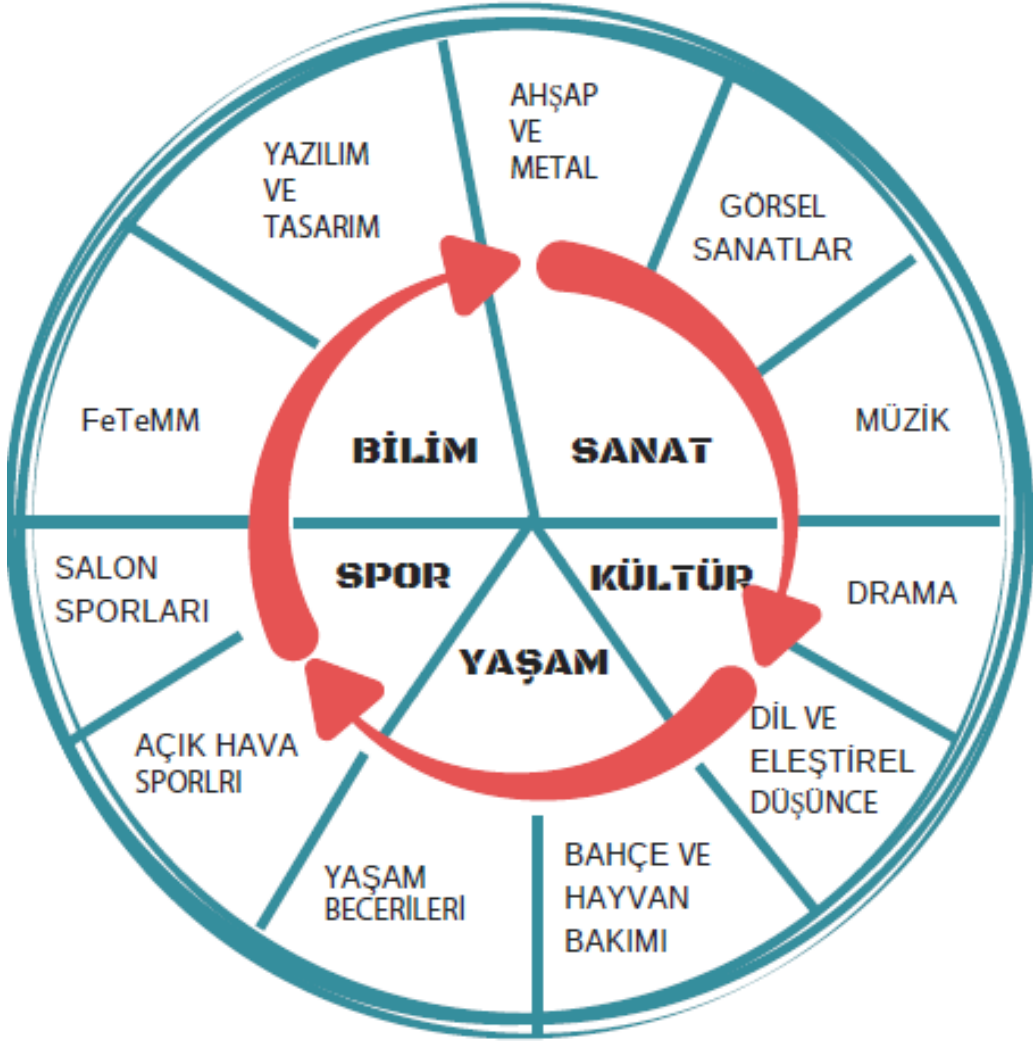 AHŞAP
VE
METAL
GÖRSEL
SANATLAR
MÜZİK
DRAMA
DİL VE
ELEŞTİREL
DÜŞÜNCE
BAHÇE VE
HAYVAN
BAKIMI
YAŞAM
BECERİLERİ
AÇIK HAVA
SPORLRI
SALON
SPORLARI
FeTeMM
YAZILIM
VE
TASARIM
BİLİM
SANAT
SPOR
KÜLTÜR
YAŞAM